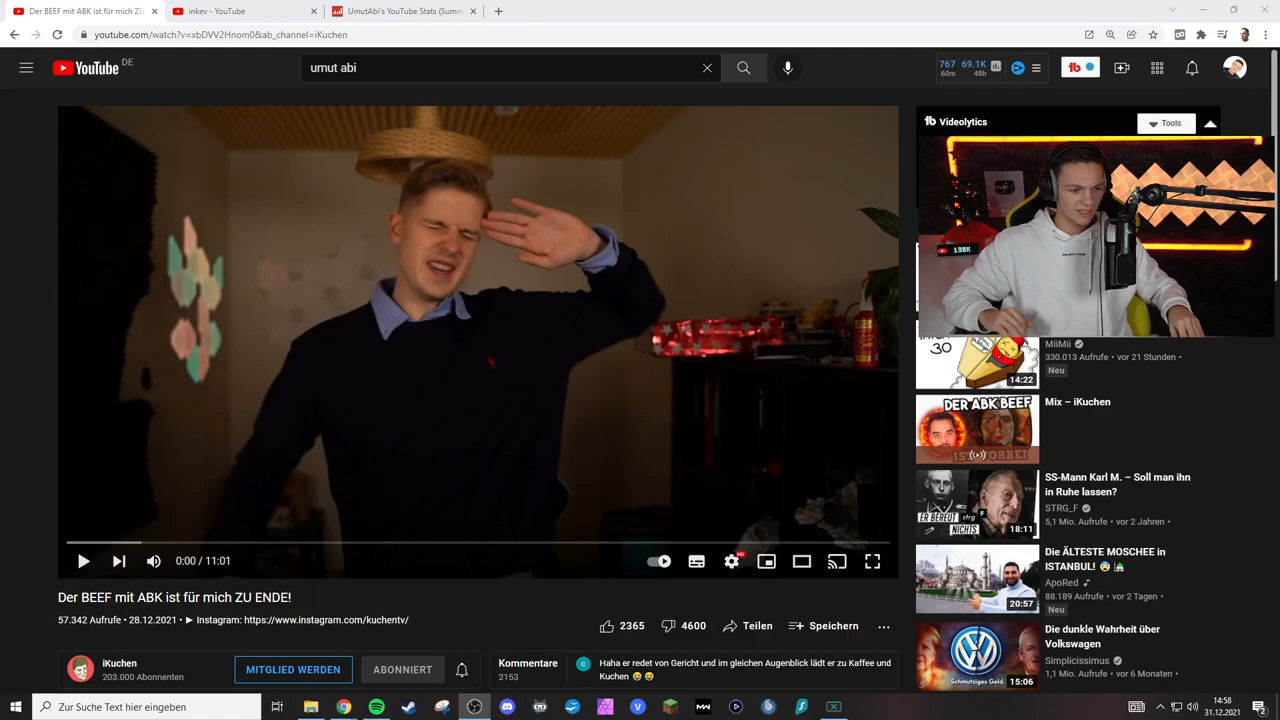 Der BEEF mit ABK ist für mich ZU
inkev - YouTube
UmutAbi's YouTube Stats (Summ
youtube.com/watch?v=xbDVV2Hnom0&ab_channel=iKuchen
YouTube DE
umut abi
767 69.1K
60m 48h
Videolytics
Tools
130K
30
14:22
MiiMii
330.013 Aufrufe • vor 21 Stunden •
Neu
DER ABK BEEF
IST VORBEI
Mix – iKuchen
ER BEREUT
NICHTS
strg F
18:11
SS-Mann Karl M. – Soll man ihn
in Ruhe lassen?
STRG_F
5,1 Mio. Aufrufe • vor 2 Jahren •
20:57
Die ÄLTESTE MOSCHEE in
ISTANBUL! 😨 🕌
ApoRed
88.189 Aufrufe • vor 2 Tagen •
Neu
Schmutziges Geld.
15:06
Die dunkle Wahrheit über
Volkswagen
Simplicissimus
1,1 Mio. Aufrufe • vor 6 Monaten •
0:00 / 11:01
HD
Der BEEF mit ABK ist für mich ZU ENDE!
57.342 Aufrufe • 28.12.2021 • ► Instagram: https://www.instagram.com/kuchentv/
2365
4600
Teilen
Speichern
iKuchen
203.000 Abonnenten
MITGLIED WERDEN
ABONNIERT
Kommentare
2153
C
Haha er redet von Gericht und im gleichen Augenblick lädt er zu Kaffee und
Kuchen 😄 😄
Zur Suche Text hier eingeben
14:58
31.12.2021
2